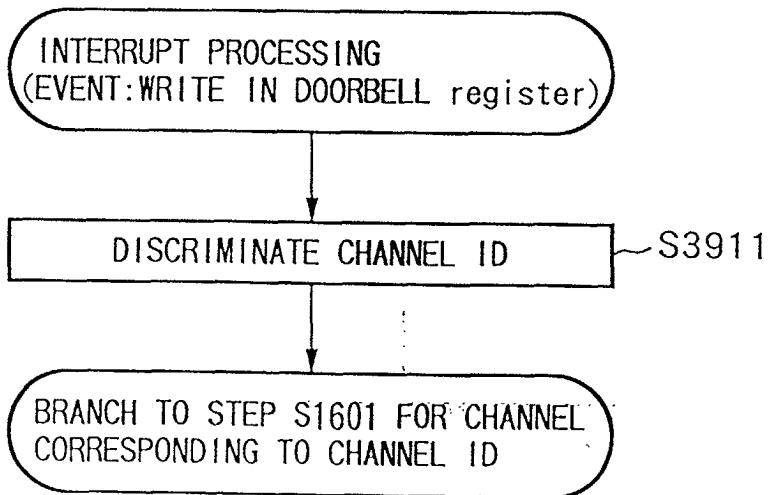 INTERRUPT PROCESSING
(EVENT:WRITE IN DOORBELL register)
DISCRIMINATE CHANNEL ID
S3911
BRANCH TO STEP S1601 FOR CHANNEL
CORRESPONDING TO CHANNEL ID